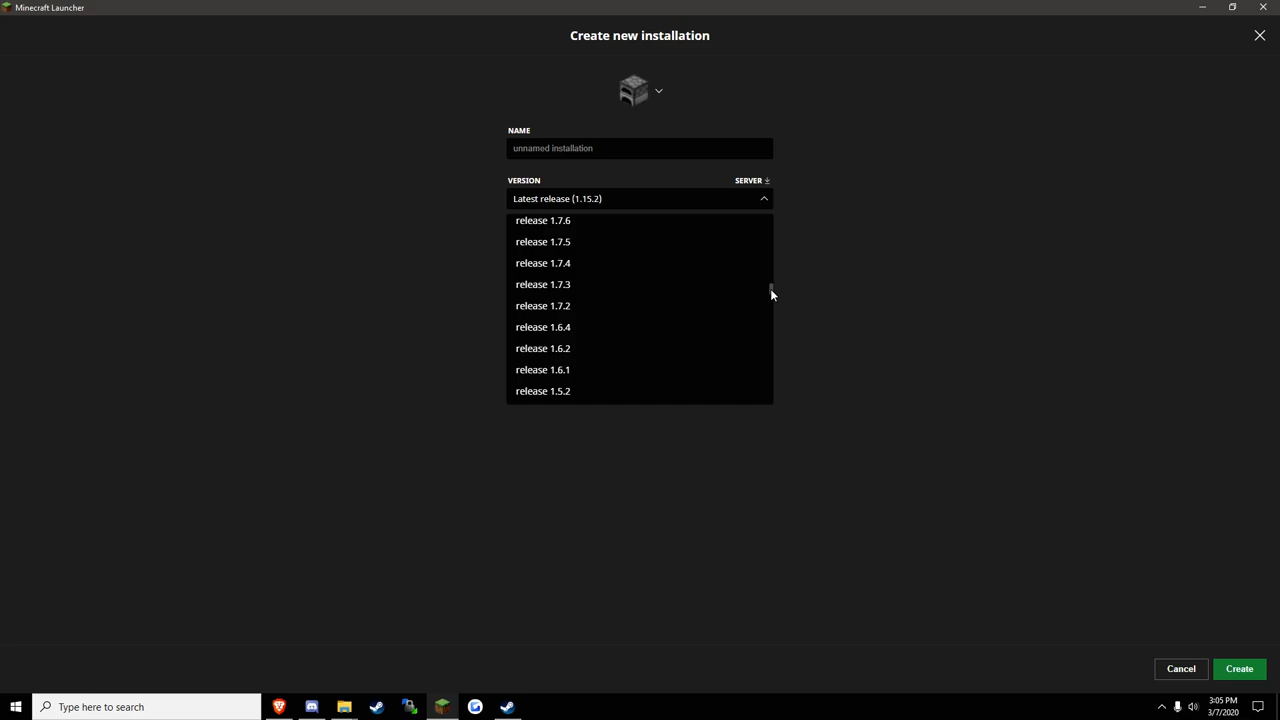 Minecraft Launcher
Create new installation
NAME
unnamed installation
VERSION
SERVER
Latest release (1.15.2)
release 1.7.6
release 1.7.5
release 1.7.4
release 1.7.3
release 1.7.2
release 1.6.4
release 1.6.2
release 1.6.1
release 1.5.2
Cancel
Create
Type here to search
3:05 PM
3/7/2020